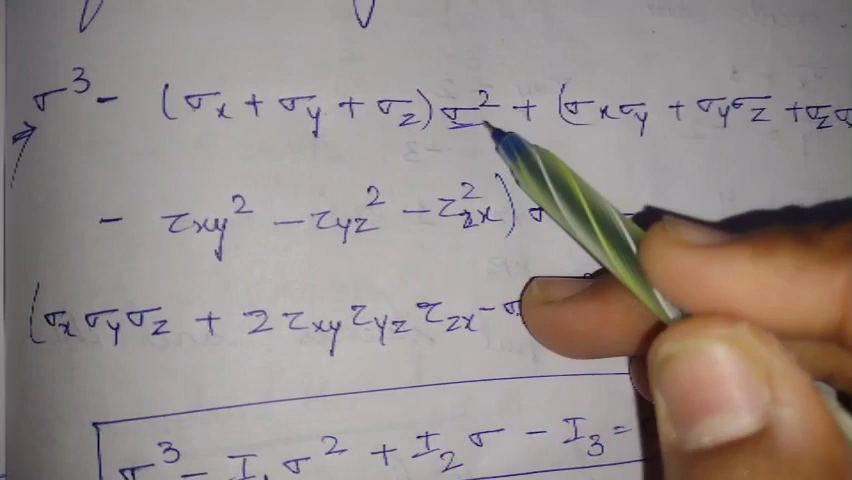 σ³ - (σx + σy + σz)σ² + (σxσy + σyσz + σzσ
- τxy² - τyz² - τ²zx)σ -
(σxσyσz + 2τxyτyzτzx - σ
σ³ - I₁σ² + I₂σ - I₃ =